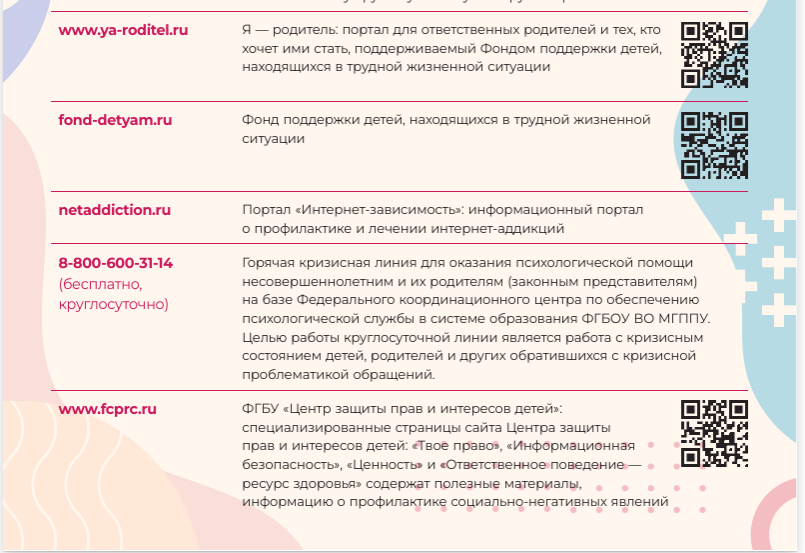 www.ya-roditel.ru
Я — родитель: портал для ответственных родителей и тех, кто
хочет ими стать, поддерживаемый Фондом поддержки детей,
находящихся в трудной жизненной ситуации
fond-detyam.ru
Фонд поддержки детей, находящихся в трудной жизненной
ситуации
netaddiction.ru
Портал «Интернет-зависимость»: информационный портал
о профилактике и лечении интернет-аддикций
8-800-600-31-14
(бесплатно,
круглосуточно)
Горячая кризисная линия для оказания психологической помощи
несовершеннолетним и их родителям (законным представителям)
на базе Федерального координационного центра по обеспечению
психологической службы в системе образования ФГБОУ ВО МГППУ.
Целью работы круглосуточной линии является работа с кризисным
состоянием детей, родителей и других обратившихся с кризисной
проблематикой обращений.
www.fcprc.ru
ФГБУ «Центр защиты прав и интересов детей»:
специализированные страницы сайта Центра защиты
прав и интересов детей: «Твое право», «Информационная
безопасность», «Ценность» и «Ответственное поведение —
ресурс здоровья» содержат полезные материалы,
информацию о профилактике социально-негативных явлений